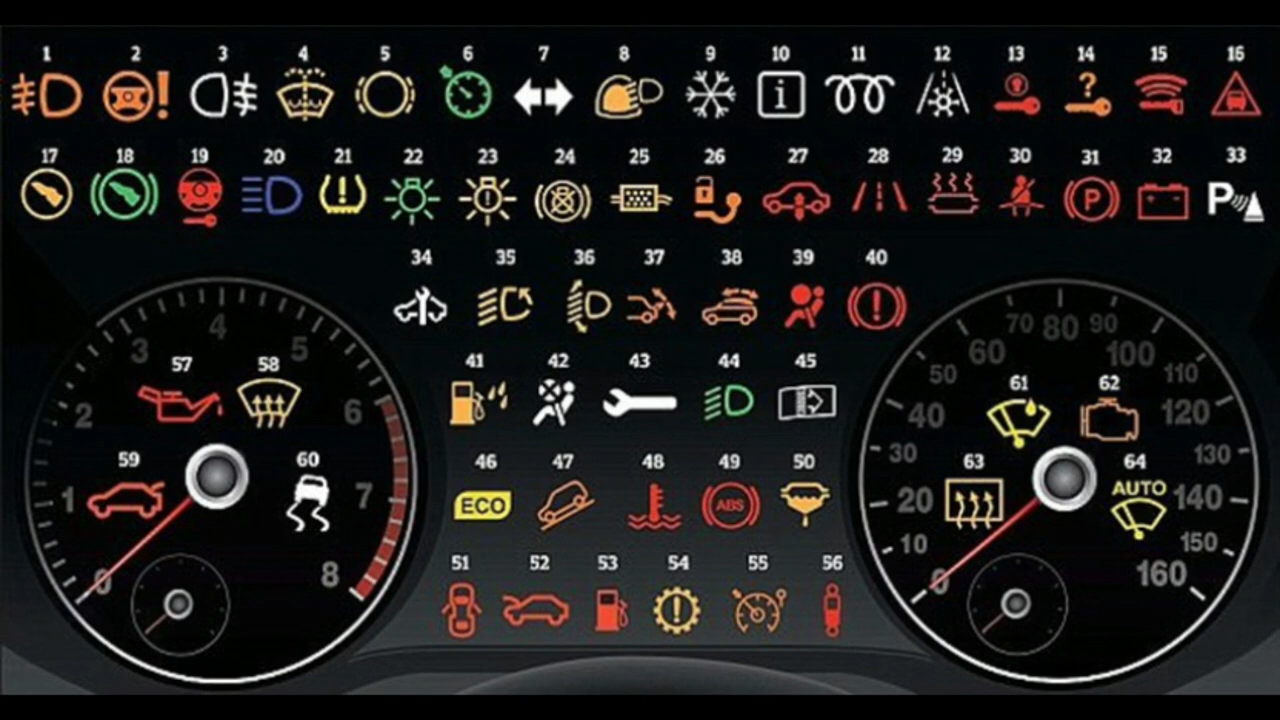 1 2 3 4 5 6 7 8 9 10 11 12 13 14 15 16
! i ?
17 18 19 20 21 22 23 24 25 26 27 28 29 30 31 32 33
! ! P P
34 35 36 37 38 39 40
!
41 42 43 44 45
46 47 48 49 50
ECO ABS
51 52 53 54 55 56
!
57 58
59 60
0 1 2 3 4 5 6 7 8
61 62
63 64
AUTO
0 10 20 30 40 50 60 70 80 90 100 110 120 130 140 150 160